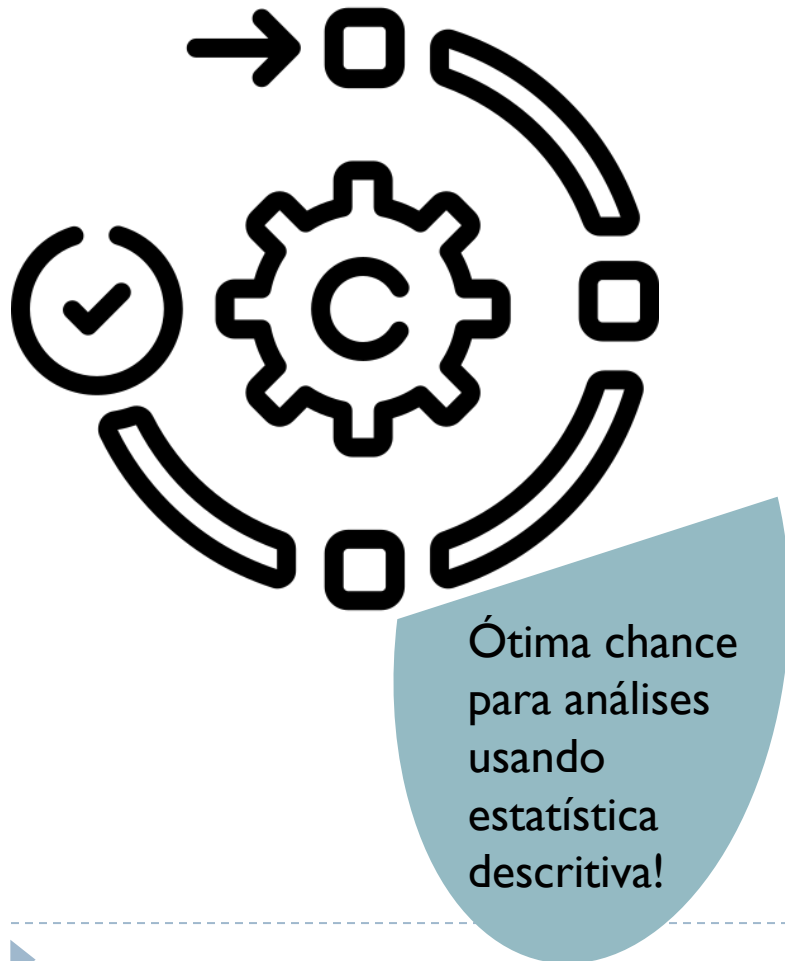 Ótima chance
para análises
usando
estatística
descritiva!